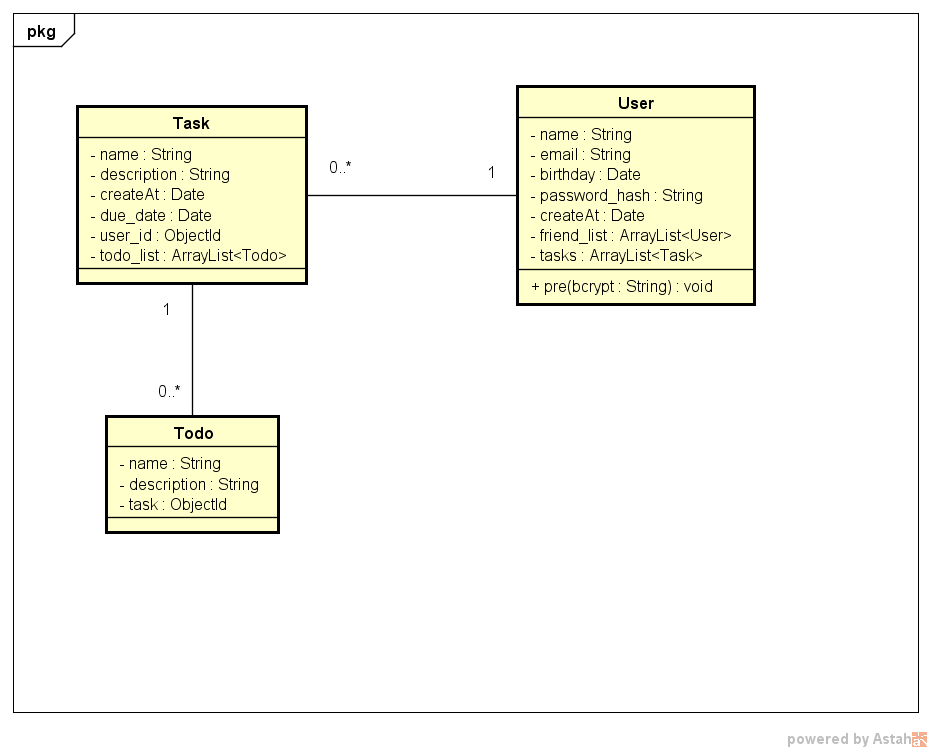 pkg
Task
- name : String
- description : String
- createAt : Date
- due_date : Date
- user_id : ObjectId
- todo_list : ArrayList<Todo>
0..*
1
User
- name : String
- email : String
- birthday : Date
- password_hash : String
- createAt : Date
- friend_list : ArrayList<User>
- tasks : ArrayList<Task>
+ pre(bcrypt : String) : void
1
0..*
Todo
- name : String
- description : String
- task : ObjectId
powered by Astah